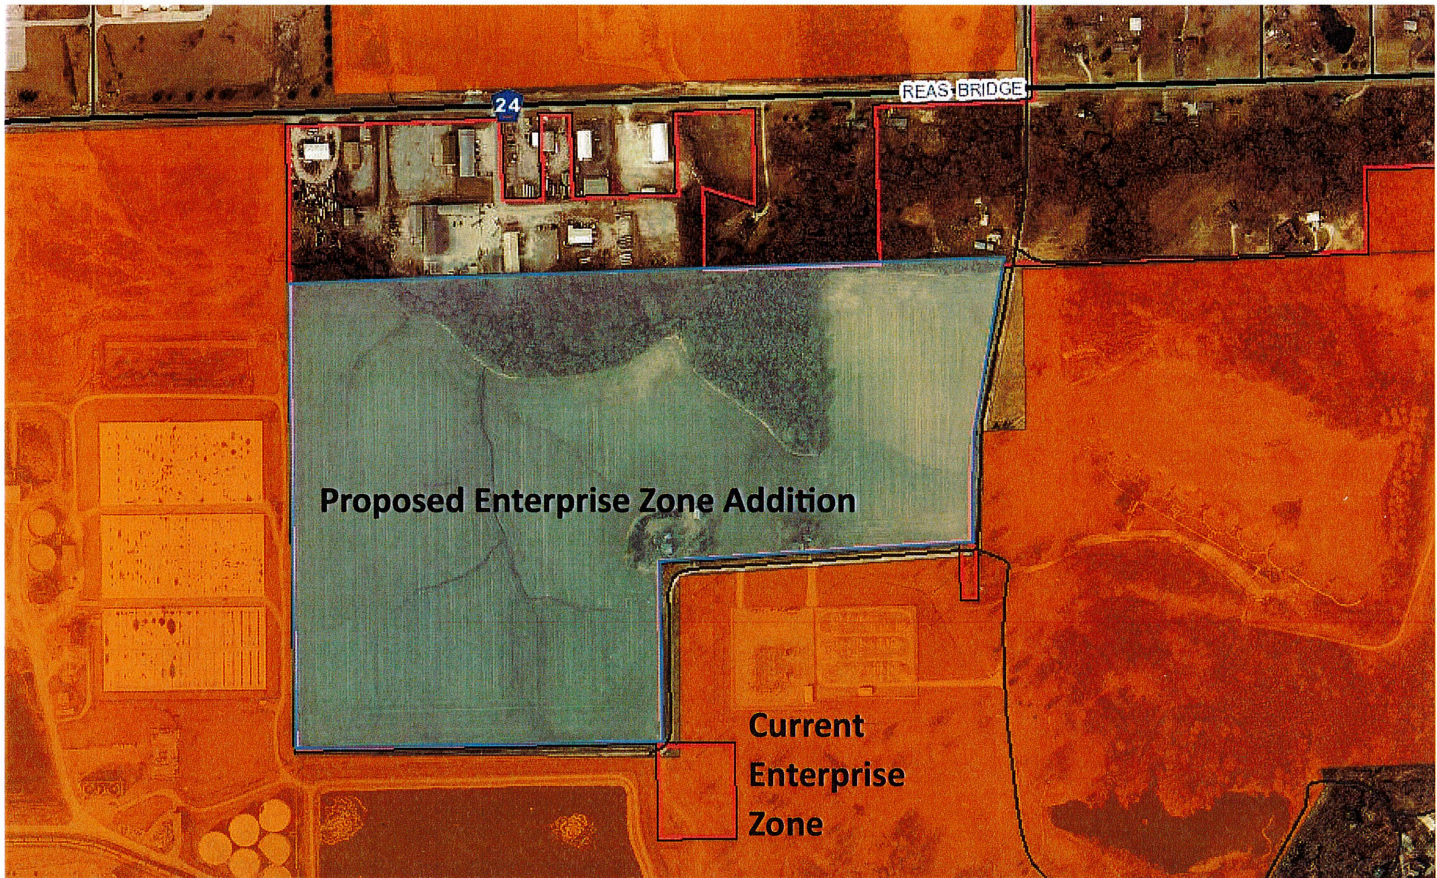 24
REAS BRIDGE
Proposed Enterprise Zone Addition
Current
Enterprise
Zone